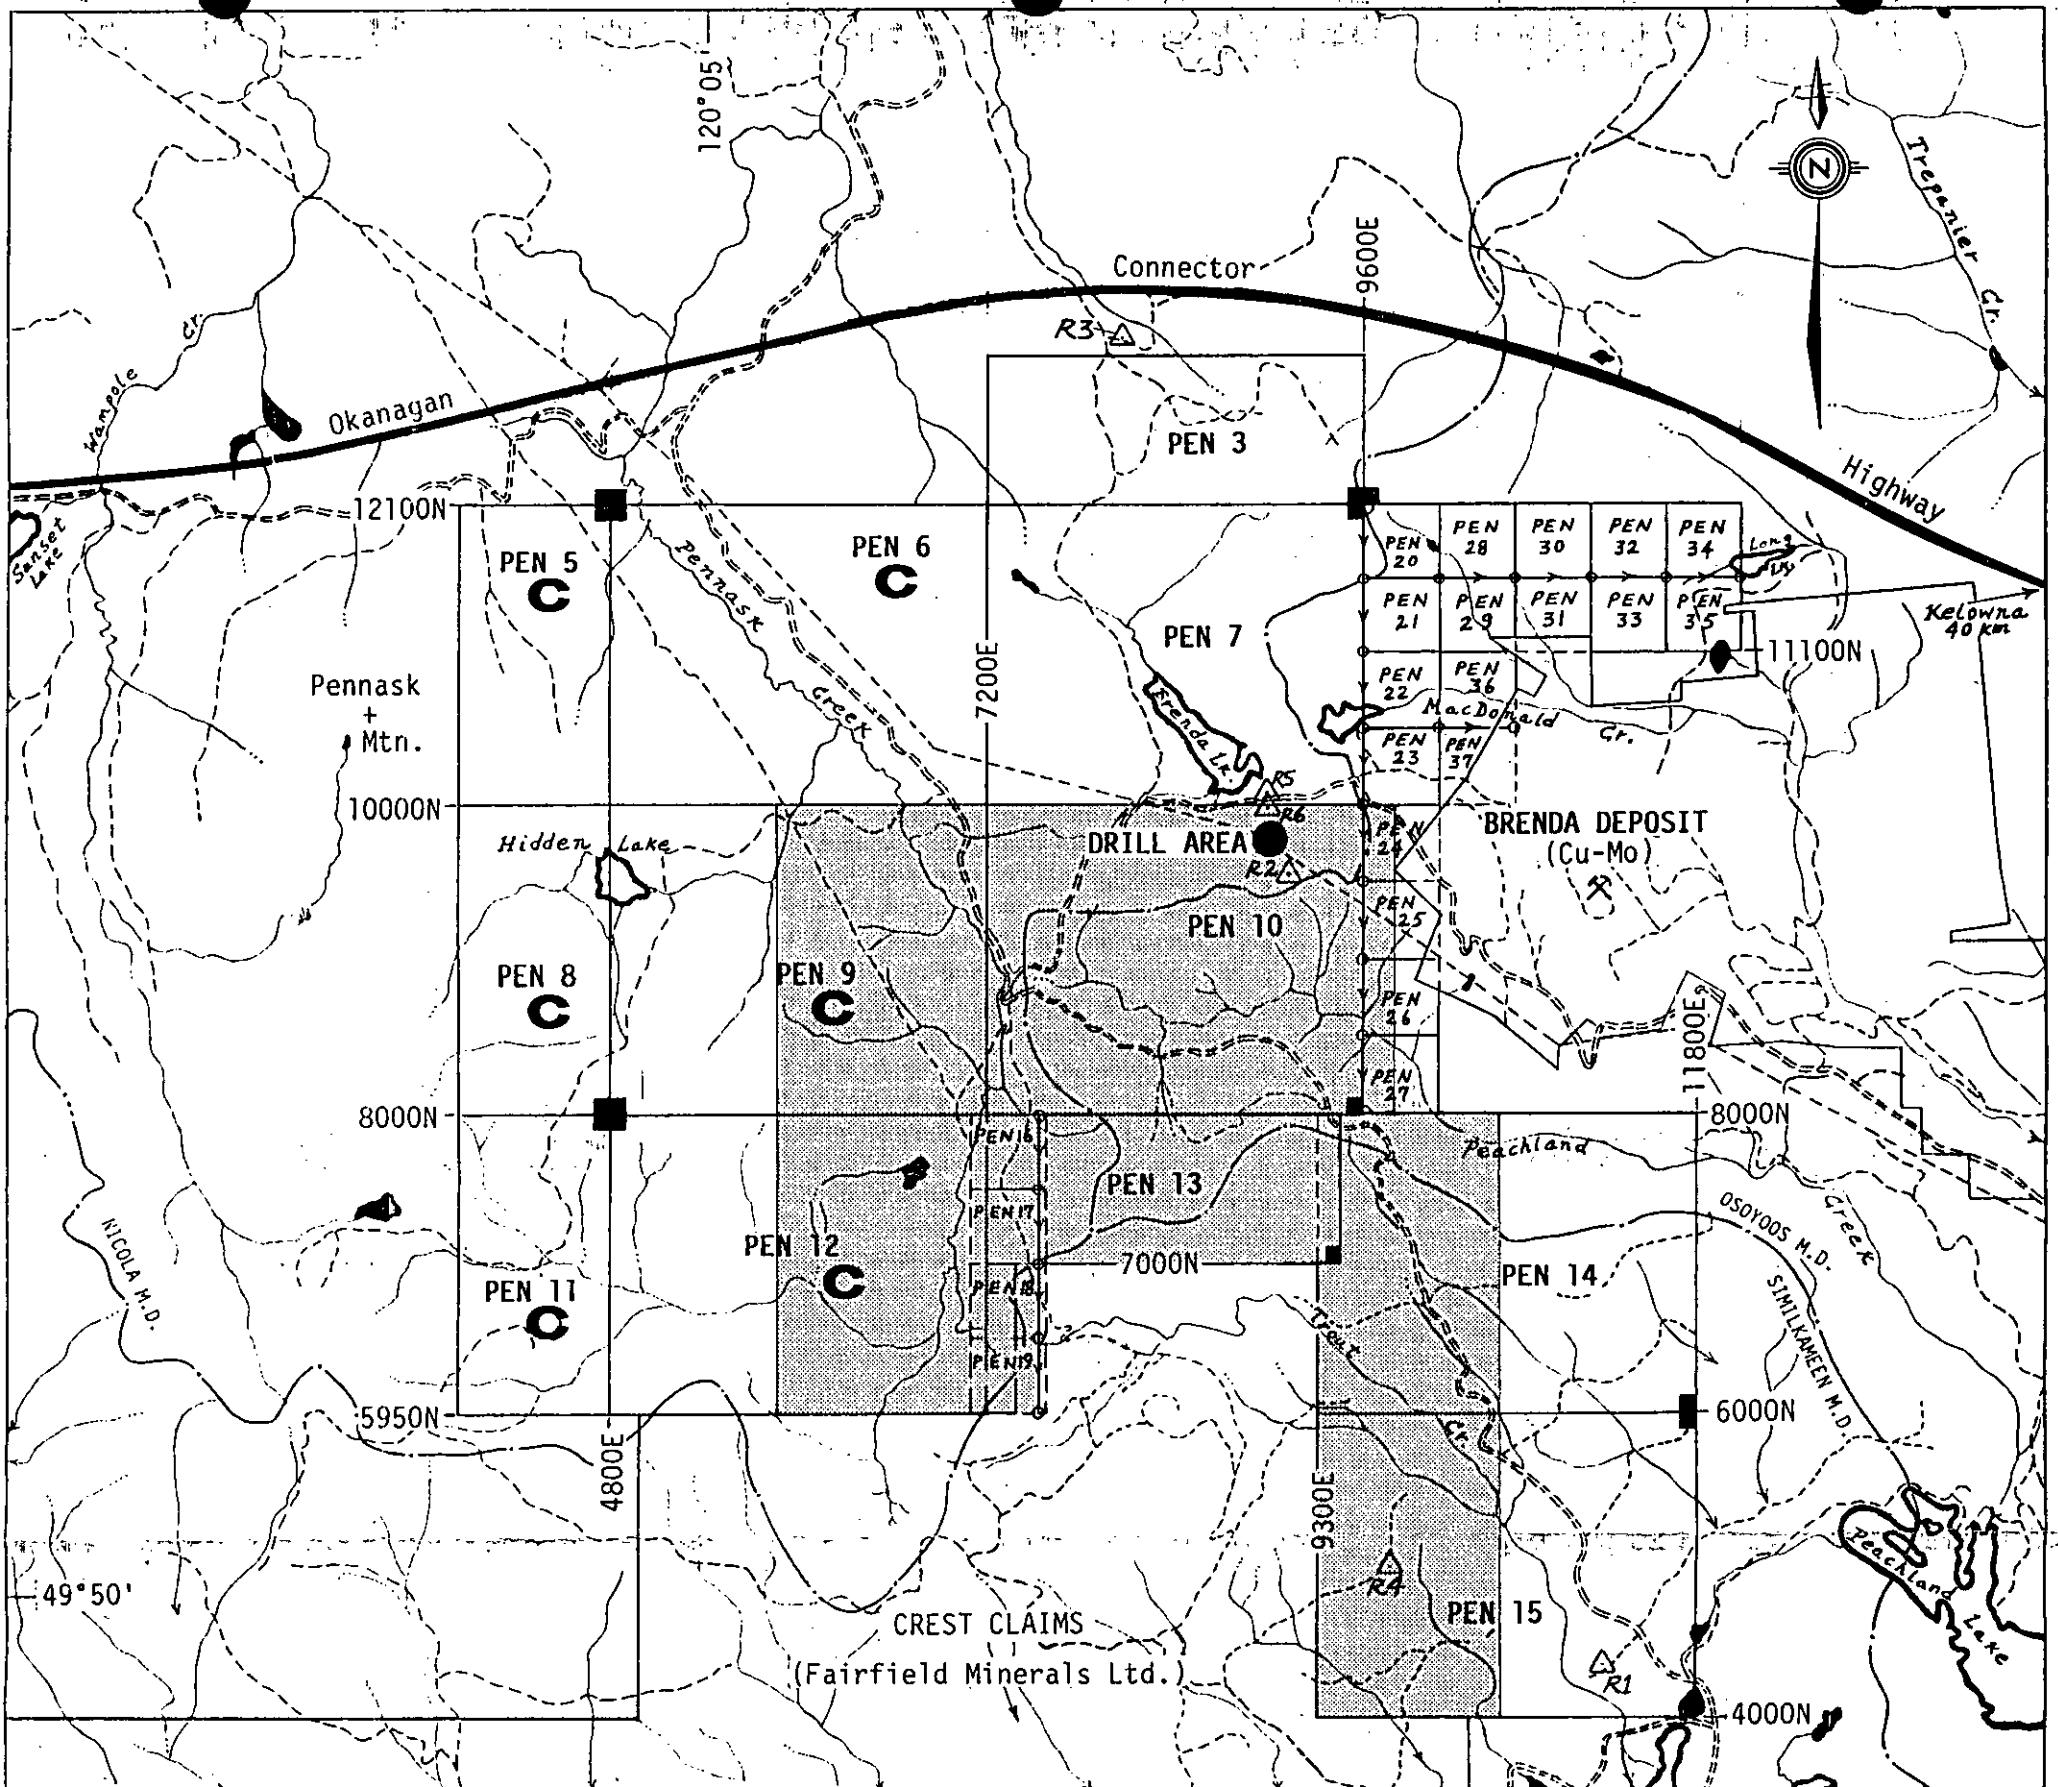 120°05'
N
Trepanier Cr.
9600E
Connector
R3
Wampole Cr.
Okanagan
PEN 3
Highway
12100N
Sunset
Lake
PEN 5
C
PEN 6
C
Pennask Creek
PEN
20
PEN
28
PEN
30
PEN
32
PEN
34
Long
Lk.
PEN
21
PEN
29
PEN
31
PEN
33
PEN
35
Kelowna
40 km
PEN 7
7200E
11100N
Pennask
+
Mtn.
PEN
22
PEN
36
Brenda Lk.
MacDonald Cr.
PEN
23
PEN
37
R5
10000N
R6
Hidden Lake
DRILL AREA
PEN
24
BRENDA DEPOSIT
(Cu-Mo)
R2
PEN
25
PEN 10
PEN 8
C
PEN 9
C
PEN
26
11800E
PEN
27
8000N
8000N
PEN 16
Peachland Creek
PEN 13
PEN 17
NICOLA M.D.
OSOYOOS M.D.
SIMILKAMEEN M.D.
PEN 12
C
7000N
PEN 14
PEN 11
C
PEN 18
Trout Cr.
PEN 19
5950N
6000N
4800E
9300E
Peachland Lake
49°50'
R4
CREST CLAIMS
(Fairfield Minerals Ltd.)
PEN 15
R1
4000N